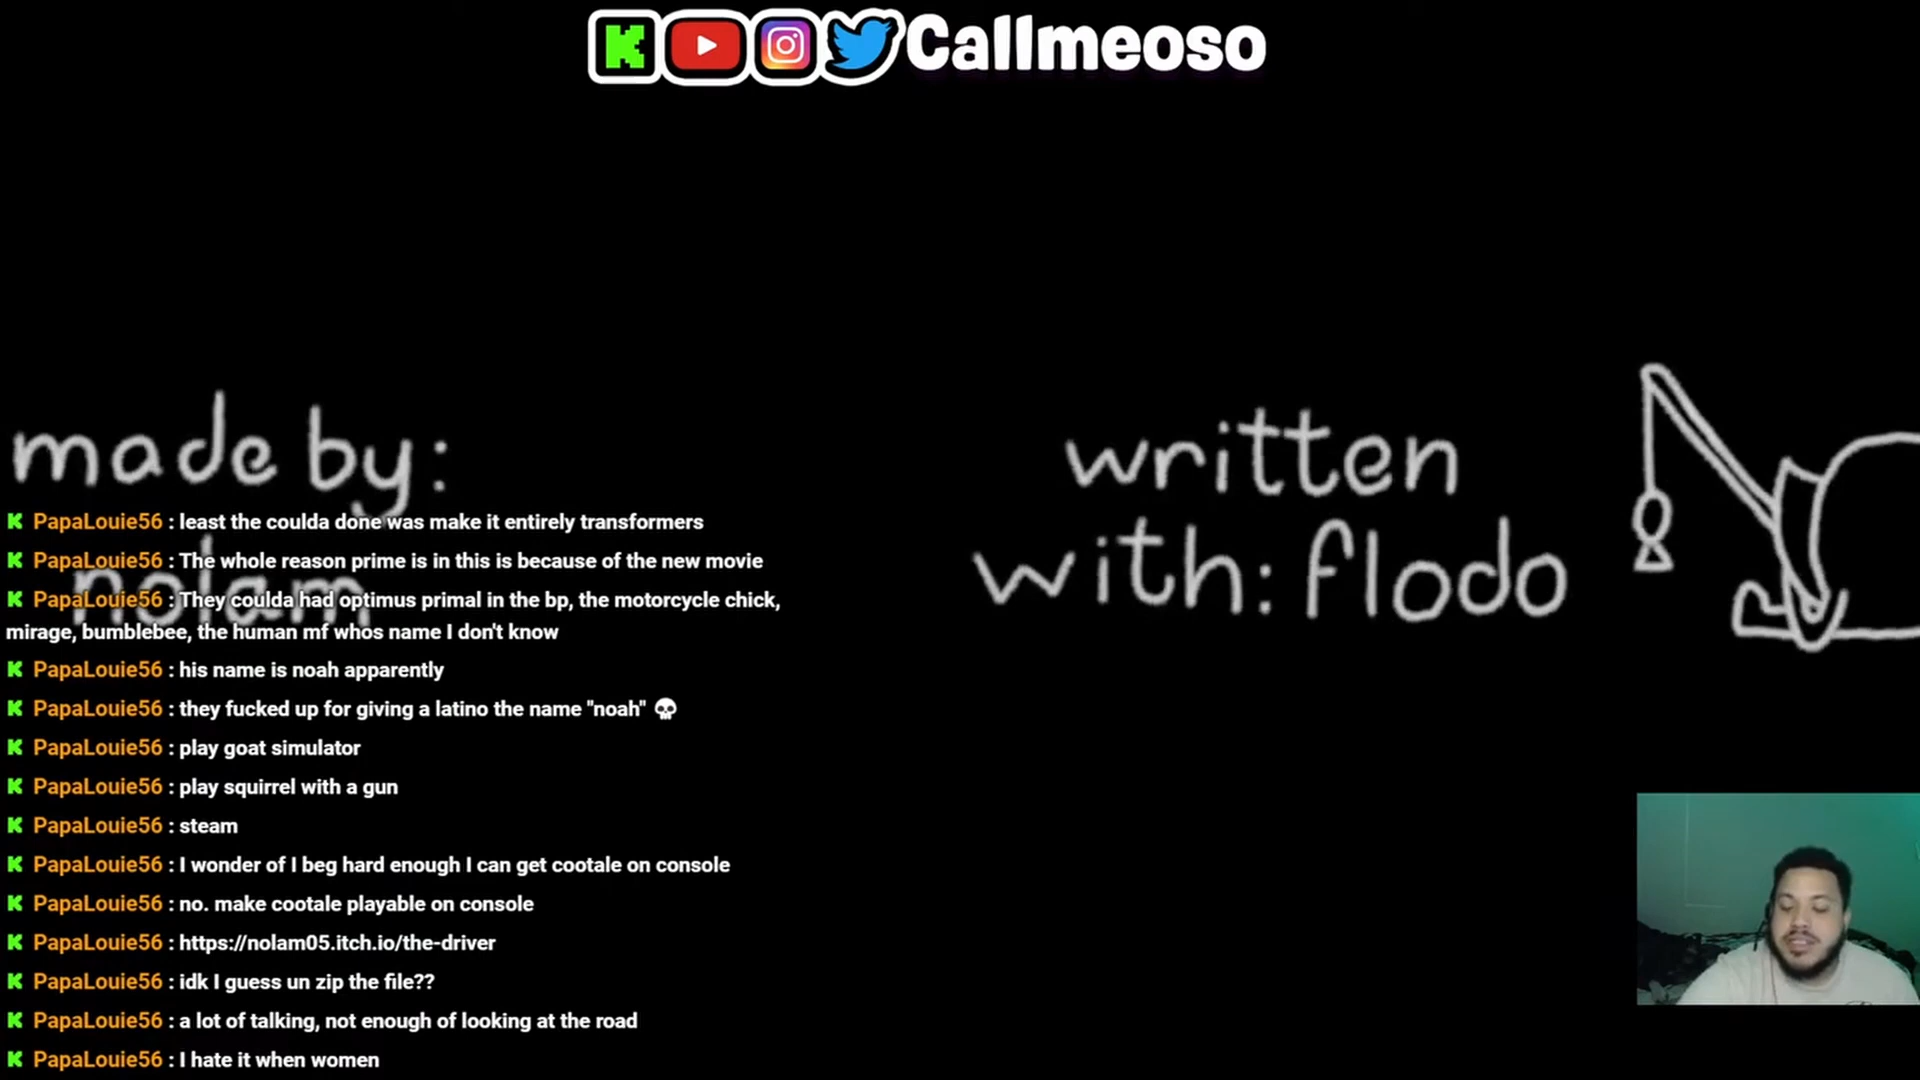 Callmeoso
made by:
nolam
written
with: flodo
PapaLouie56 : least the coulda done was make it entirely transformers
PapaLouie56 : The whole reason prime is in this is because of the new movie
PapaLouie56 : They coulda had optimus primal in the bp, the motorcycle chick,
mirage, bumblebee, the human mf whos name I don't know
PapaLouie56 : his name is noah apparently
PapaLouie56 : they fucked up for giving a latino the name "noah" 💀
PapaLouie56 : play goat simulator
PapaLouie56 : play squirrel with a gun
PapaLouie56 : steam
PapaLouie56 : I wonder of I beg hard enough I can get cootale on console
PapaLouie56 : no. make cootale playable on console
PapaLouie56 : https://nolam05.itch.io/the-driver
PapaLouie56 : idk I guess un zip the file??
PapaLouie56 : a lot of talking, not enough of looking at the road
PapaLouie56 : I hate it when women